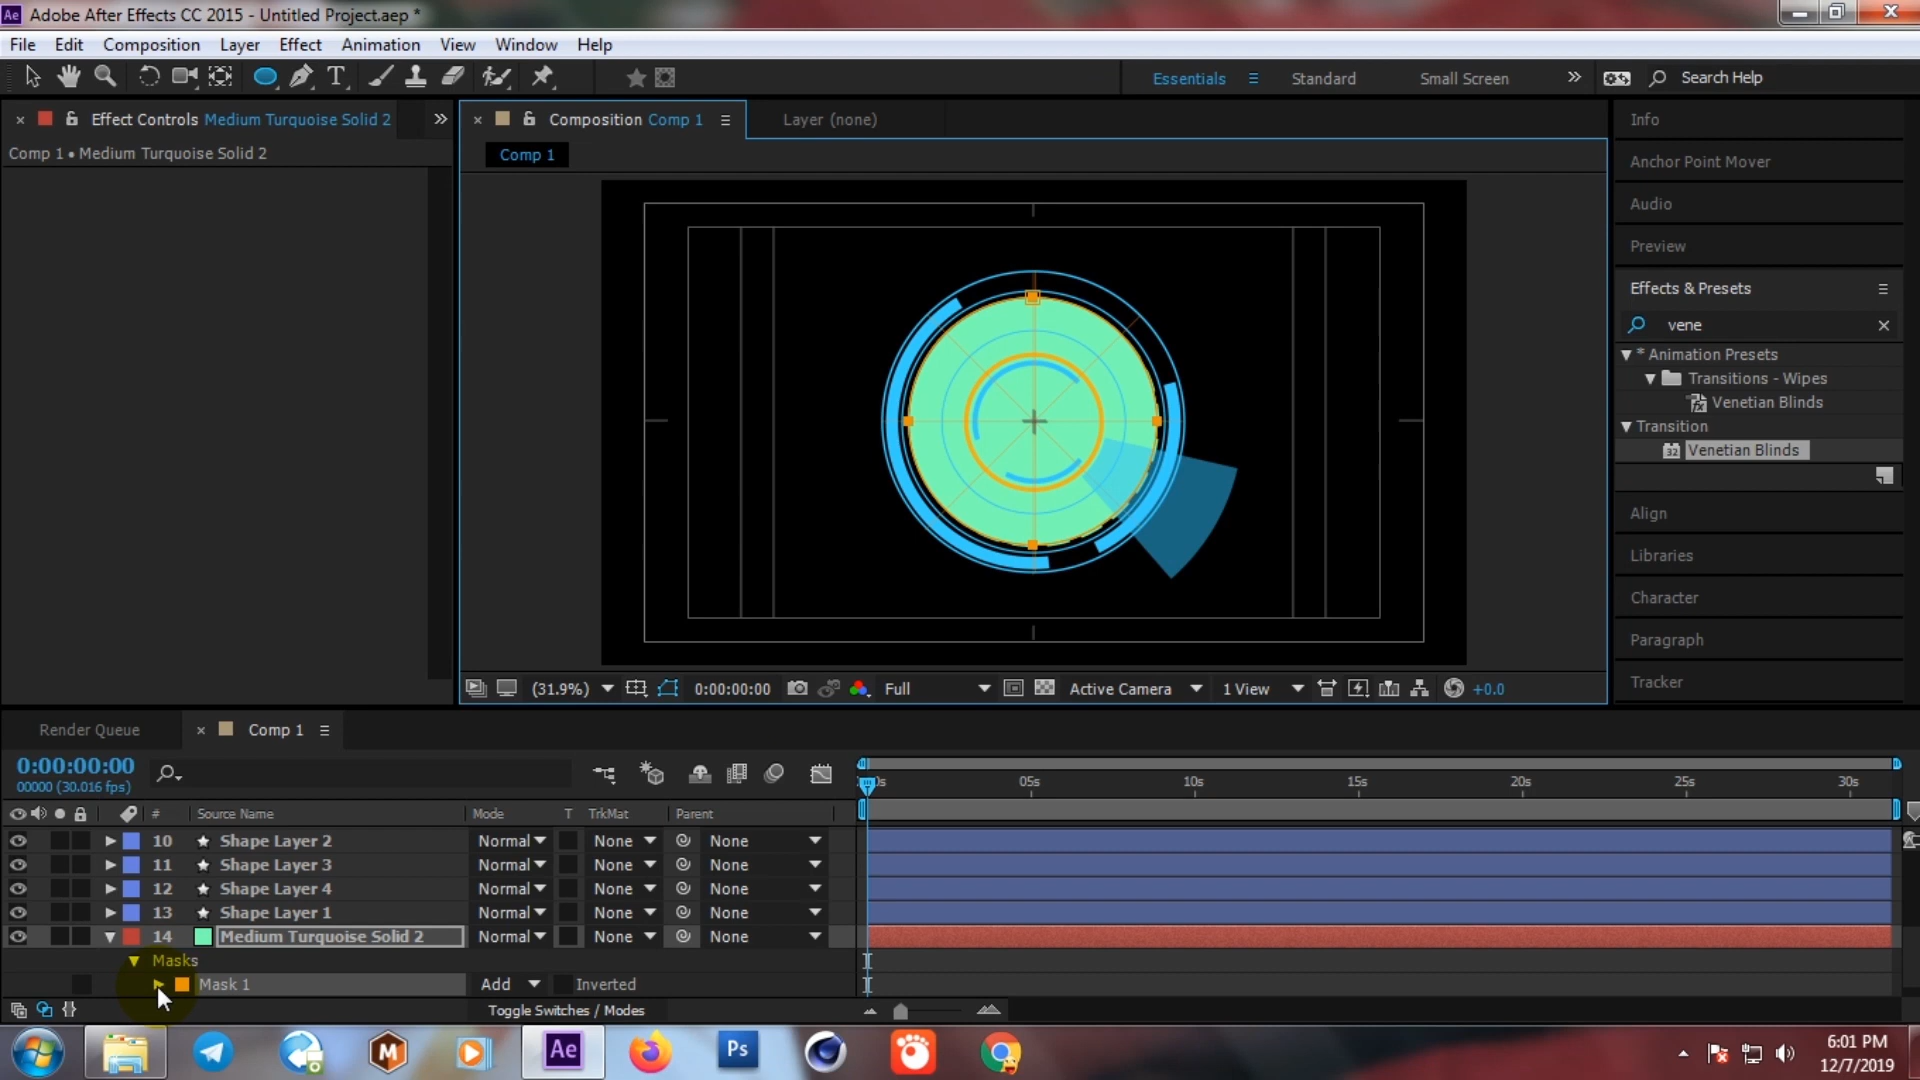 Adobe After Effects CC 2015 - Untitled Project.aep *
File Edit Composition Layer Effect Animation View Window Help
Essentials Standard Small Screen Search Help
Effect Controls Medium Turquoise Solid 2
Comp 1 • Medium Turquoise Solid 2
Composition Comp 1
Layer (none)
Comp 1
Info
Anchor Point Mover
Audio
Preview
Effects & Presets
vene
* Animation Presets
Transitions - Wipes
Venetian Blinds
Transition
32 Venetian Blinds
Align
Libraries
Character
Paragraph
Tracker
(31.9%) 0:00:00:00 Full Active Camera 1 View +0.0
Render Queue
Comp 1
0:00:00:00
00000 (30.016 fps)
0s 05s 10s 15s 20s 25s 30s
# Source Name Mode T TrkMat Parent
10 Shape Layer 2 Normal None None
11 Shape Layer 3 Normal None None
12 Shape Layer 4 Normal None None
13 Shape Layer 1 Normal None None
14 Medium Turquoise Solid 2 Normal None None
Masks
Mask 1 Add Inverted
Toggle Switches / Modes
Ae
Ps
6:01 PM
12/7/2019